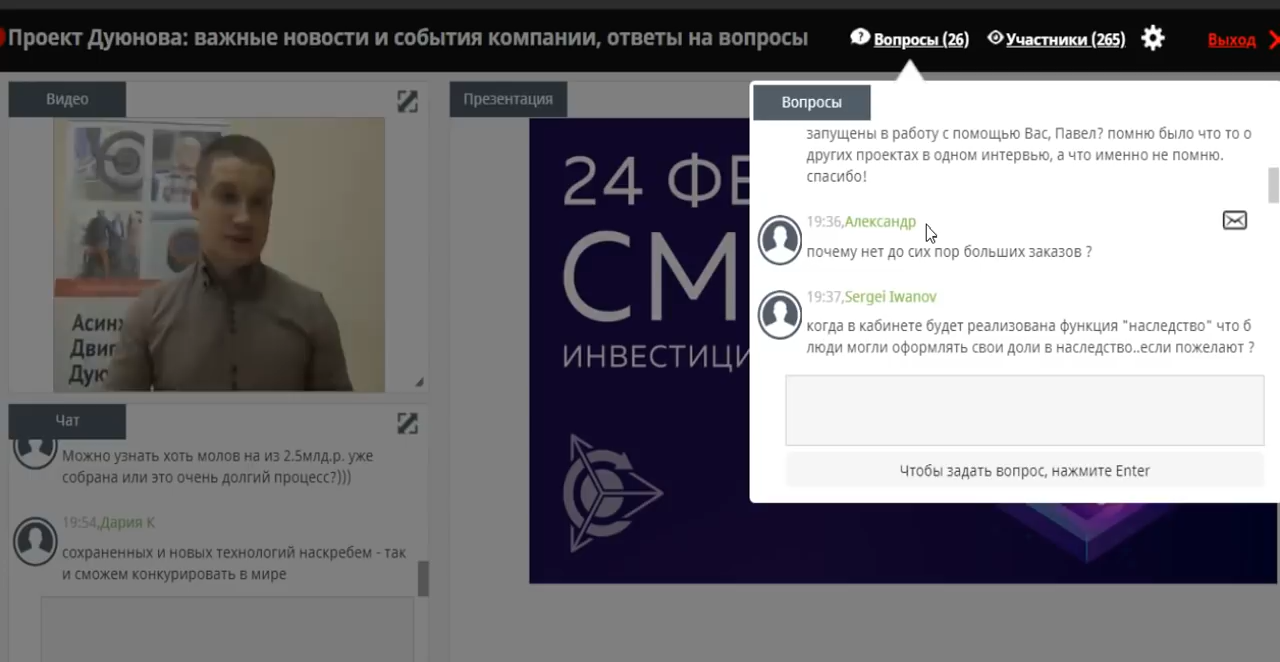 Проект Дуюнова: важные новости и события компании, ответы на вопросы
Вопросы (26)
Участники (265)
Выход
Видео
Презентация
Вопросы
запущены в работу с помощью Вас, Павел? помню было что то о
других проектах в одном интервью, а что именно не помню.
спасибо!
19:36,Александр
почему нет до сих пор больших заказов ?
19:37,Sergei Iwanov
когда в кабинете будет реализована функция "наследство" что б
люди могли оформлять свои доли в наследство..если пожелают ?
Чтобы задать вопрос, нажмите Enter
24 ФЕ
СМ
ИНВЕСТИЦИ
Асинх
Двиг
Дую
Чат
Можно узнать хоть молов на из 2.5млд.р. уже
собрана или это очень долгий процесс?)))
19:54,Дария К
сохраненных и новых технологий наскребем - так
и сможем конкурировать в мире